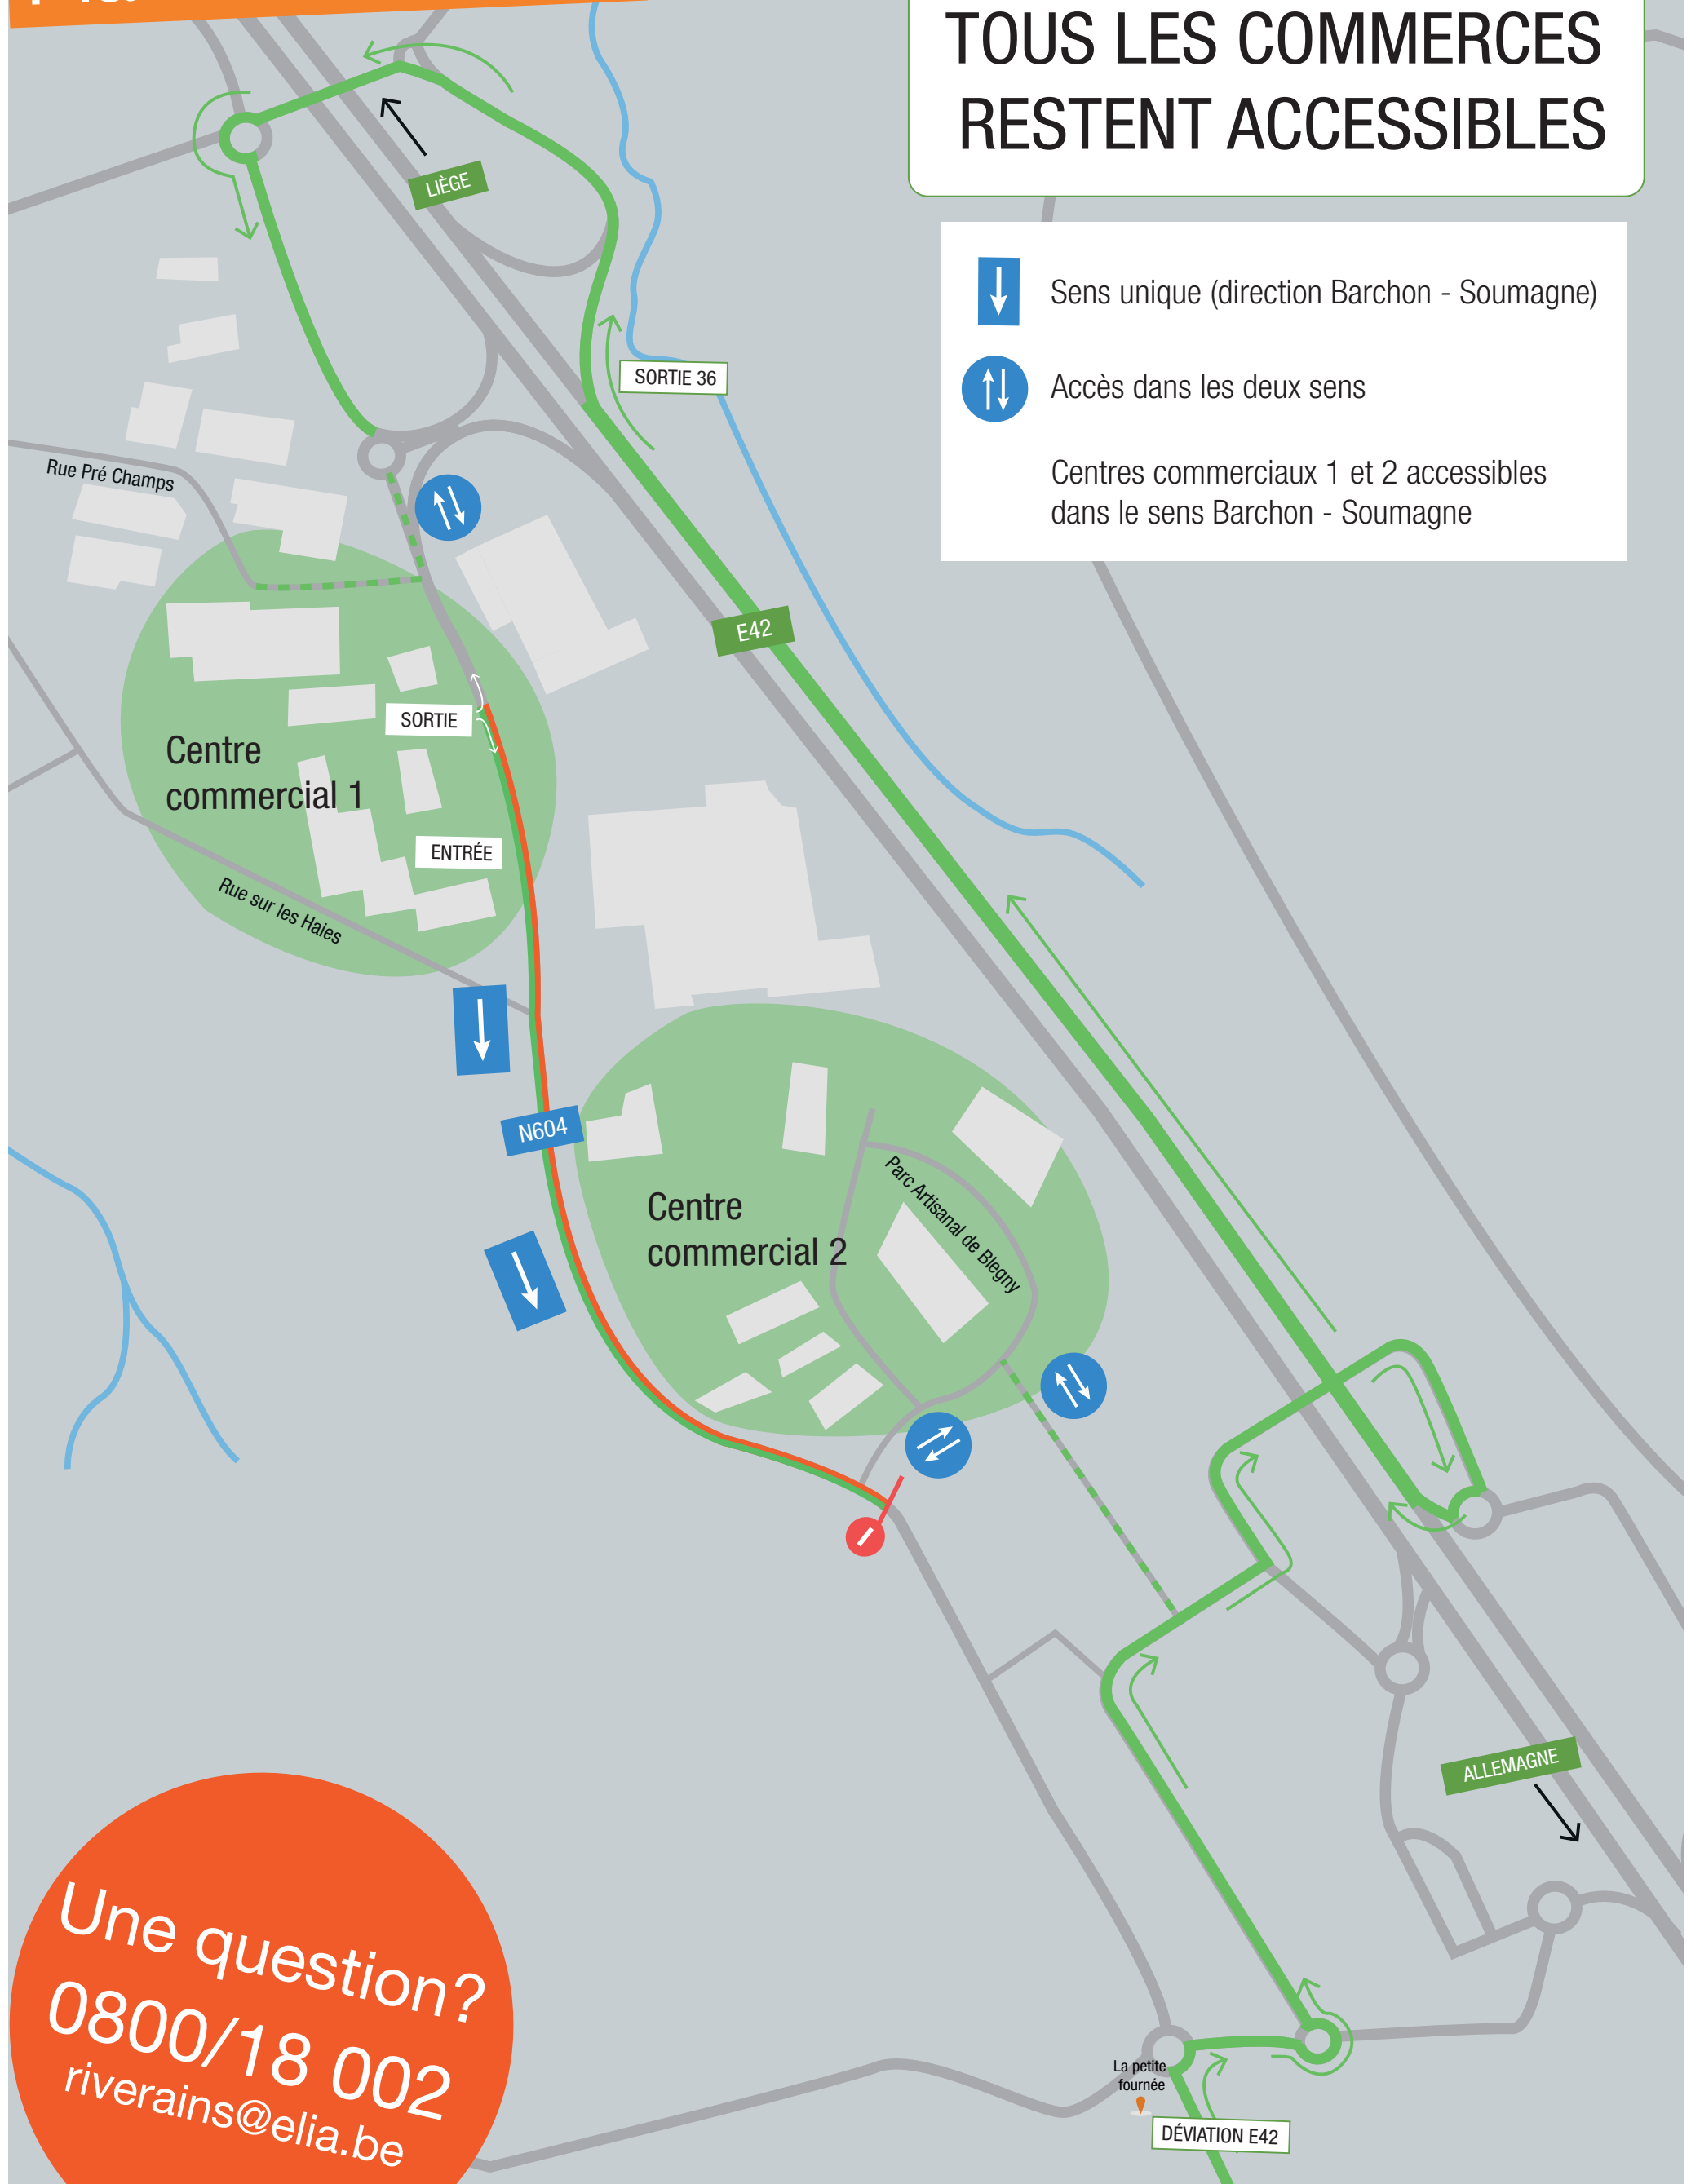 TOUS LES COMMERCES
RESTENT ACCESSIBLES
LIÈGE
Sens unique (direction Barchon - Soumagne)
SORTIE 36
Accès dans les deux sens
Rue Pré Champs
Centres commerciaux 1 et 2 accessibles
dans le sens Barchon - Soumagne
E42
SORTIE
Centre
commercial 1
ENTRÉE
Rue sur les Haies
N604
Centre
commercial 2
Parc Artisanal de Blegny
ALLEMAGNE
Une question?
0800/18 002
riverains@elia.be
La petite
fournée
DÉVIATION E42